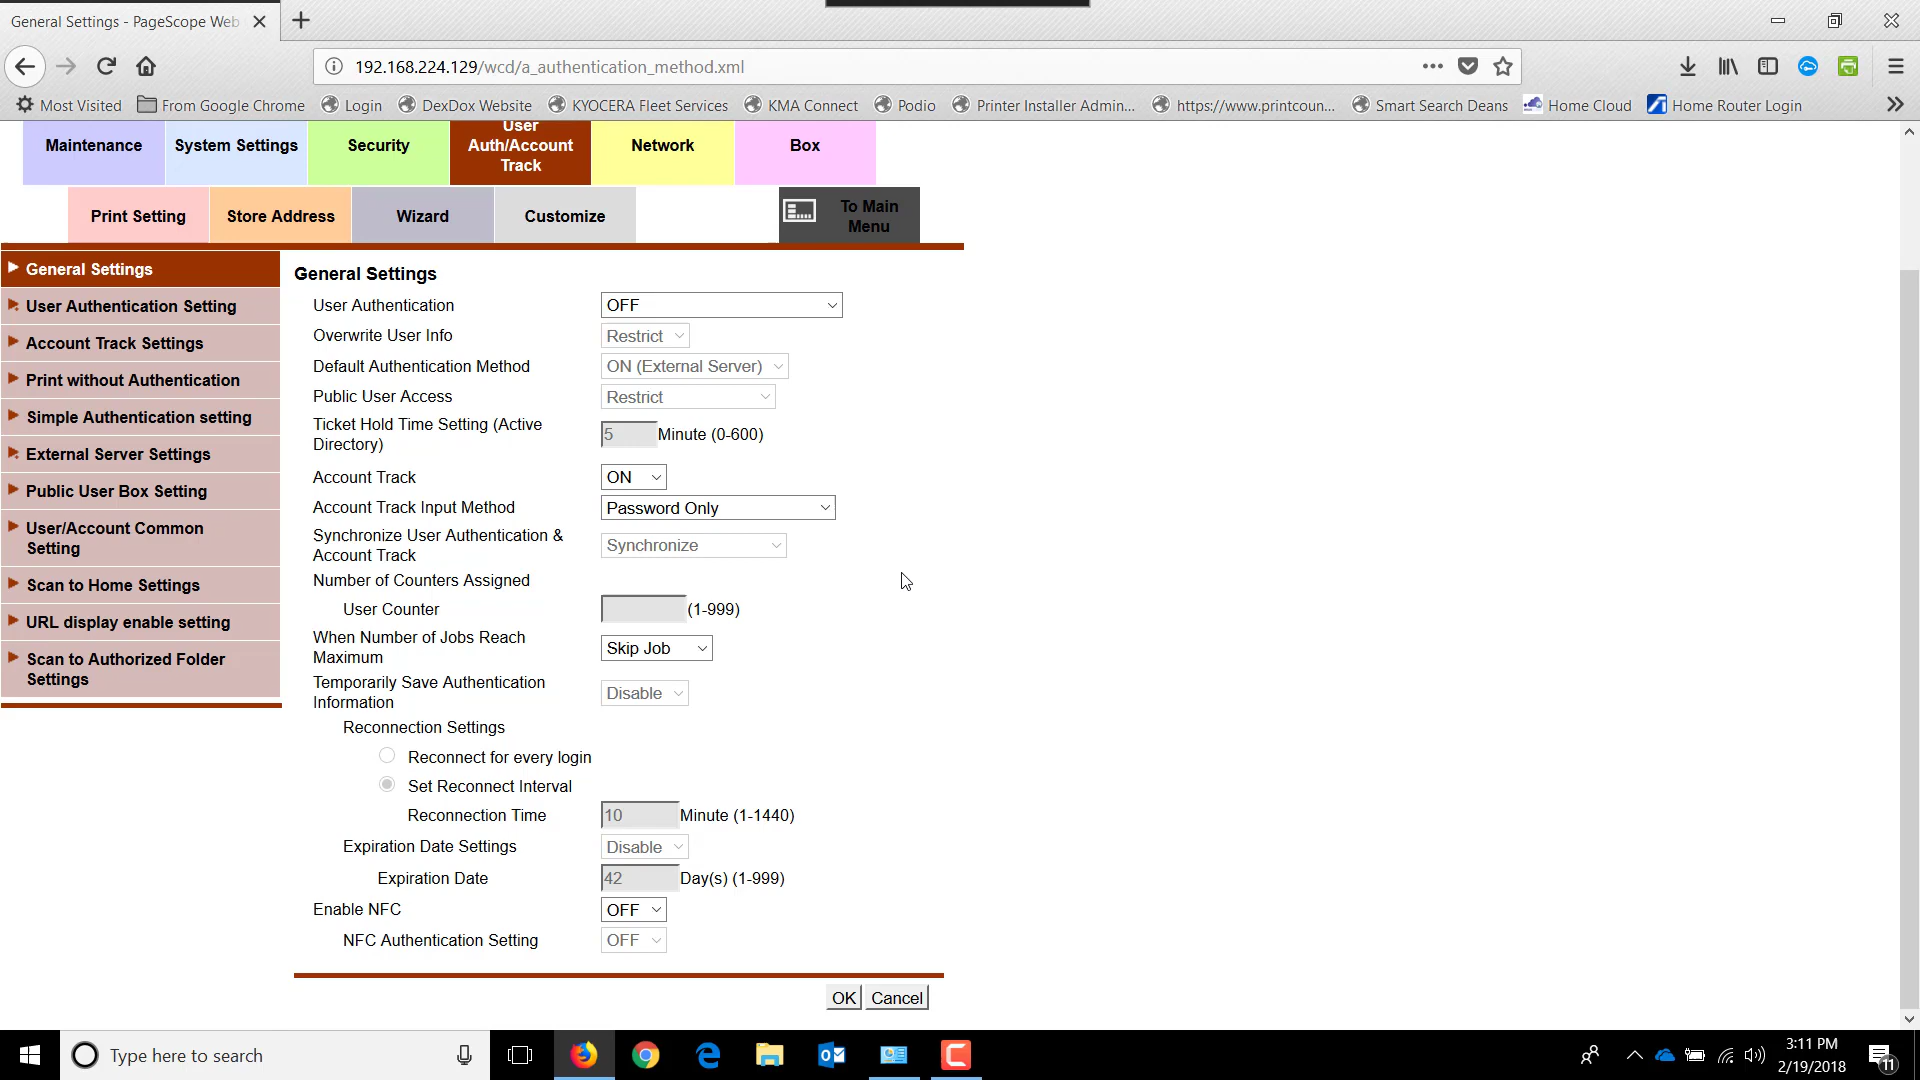 General Settings - PageScope Web
192.168.224.129/wcd/a_authentication_method.xml
Most Visited From Google Chrome Login DexDox Website KYOCERA Fleet Services KMA Connect Podio Printer Installer Admin... https://www.printcoun... Smart Search Deans Home Cloud Home Router Login
Maintenance
System Settings
Security
User
Auth/Account
Track
Network
Box
Print Setting
Store Address
Wizard
Customize
To Main
Menu
General Settings
User Authentication Setting
Account Track Settings
Print without Authentication
Simple Authentication setting
External Server Settings
Public User Box Setting
User/Account Common
Setting
Scan to Home Settings
URL display enable setting
Scan to Authorized Folder
Settings
General Settings
User Authentication OFF
Overwrite User Info Restrict
Default Authentication Method ON (External Server)
Public User Access Restrict
Ticket Hold Time Setting (Active
Directory)
5 Minute (0-600)
Account Track ON
Account Track Input Method Password Only
Synchronize User Authentication &
Account Track
Synchronize
Number of Counters Assigned
User Counter (1-999)
When Number of Jobs Reach
Maximum
Skip Job
Temporarily Save Authentication
Information
Disable
Reconnection Settings
Reconnect for every login
Set Reconnect Interval
Reconnection Time 10 Minute (1-1440)
Expiration Date Settings Disable
Expiration Date 42 Day(s) (1-999)
Enable NFC OFF
NFC Authentication Setting OFF
OK Cancel
Type here to search
3:11 PM
2/19/2018
11